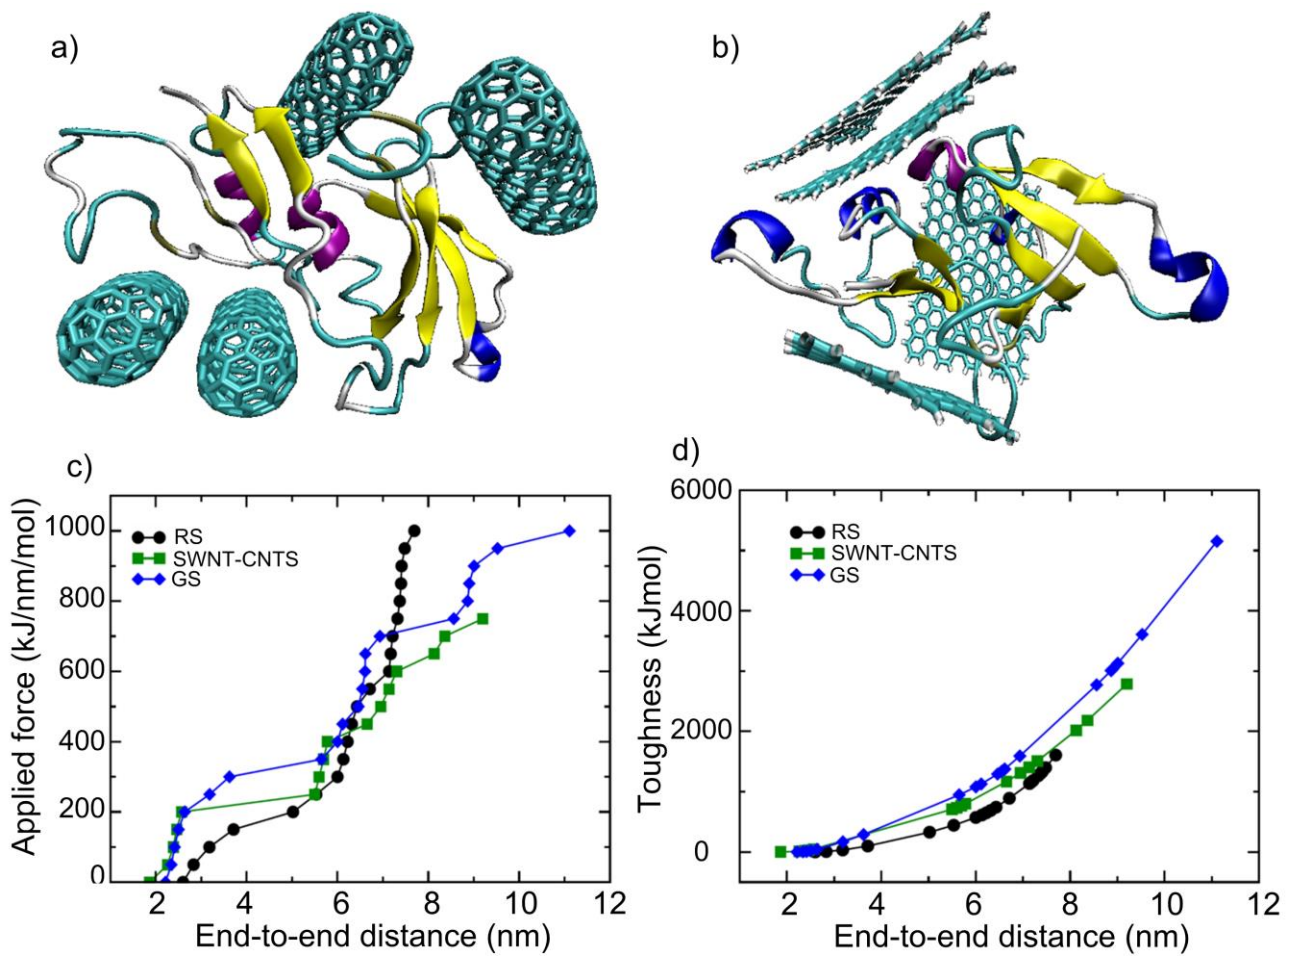 a)
b)
c)
Applied force (kJ/nm/mol)
1000
800
600
400
200
0
RS
SWNT-CNTS
GS
2 4 6 8 10 12
End-to-end distance (nm)
d)
Toughness (kJmol)
6000
4000
2000
0
RS
SWNT-CNTS
GS
2 4 6 8 10 12
End-to-end distance (nm)